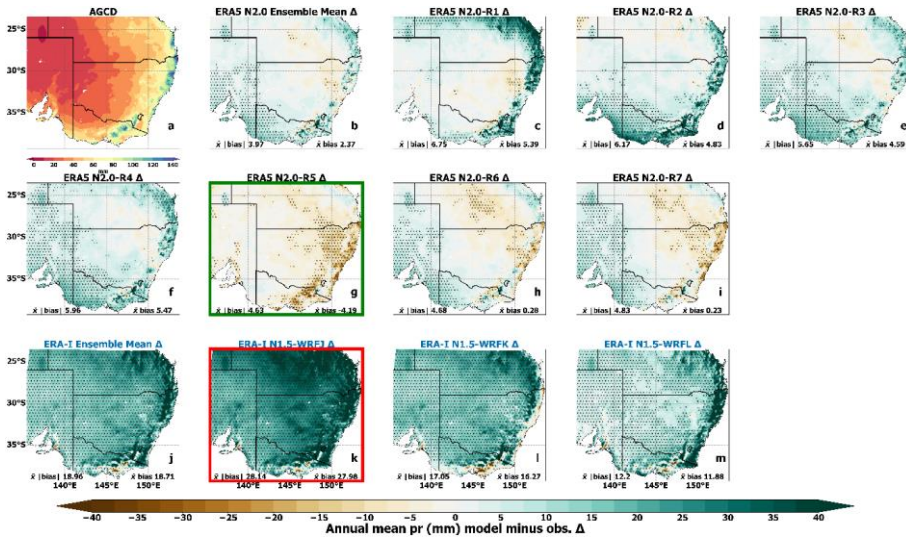 AGCD
ERA5 N2.0 Ensemble Mean Δ
ERA5 N2.0-R1 Δ
ERA5 N2.0-R2 Δ
ERA5 N2.0-R3 Δ
25°S
30°S
35°S
a
b
c
d
e
x̄ |bias| 3.97 x̄ bias 2.37
x̄ |bias| 6.75 x̄ bias 5.39
x̄ |bias| 6.17 x̄ bias 4.83
x̄ |bias| 5.65 x̄ bias 4.59
0 20 40 60 80 100 120 140
mm
ERA5 N2.0-R4 Δ
ERA5 N2.0-R5 Δ
ERA5 N2.0-R6 Δ
ERA5 N2.0-R7 Δ
25°S
30°S
35°S
f
g
h
i
x̄ |bias| 5.96 x̄ bias 5.47
x̄ |bias| 4.63 x̄ bias -4.19
x̄ |bias| 4.68 x̄ bias 0.28
x̄ |bias| 4.83 x̄ bias 0.23
ERA-I Ensemble Mean Δ
ERA-I N1.5-WRFJ Δ
ERA-I N1.5-WRFK Δ
ERA-I N1.5-WRFL Δ
25°S
30°S
35°S
j
k
l
m
x̄ |bias| 18.96 x̄ bias 18.71
x̄ |bias| 28.14 x̄ bias 27.98
x̄ |bias| 17.05 x̄ bias 16.27
x̄ |bias| 12.2 x̄ bias 11.88
140°E 145°E 150°E
140°E 145°E 150°E
140°E 145°E 150°E
140°E 145°E 150°E
−40 −35 −30 −25 −20 −15 −10 −5 0 5 10 15 20 25 30 35 40
Annual mean pr (mm) model minus obs. Δ